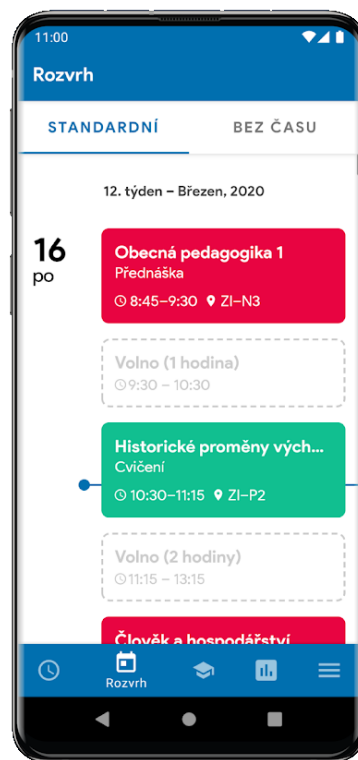 11:00
Rozvrh
STANDARDNÍ
BEZ ČASU
12. týden – Březen, 2020
16
po
Obecná pedagogika 1
Přednáška
8:45–9:30 ZI–N3
Volno (1 hodina)
9:30 – 10:30
Historické proměny vých...
Cvičení
10:30–11:15 ZI–P2
Volno (2 hodiny)
11:15 – 13:15
Člověk a hospodářství
Rozvrh